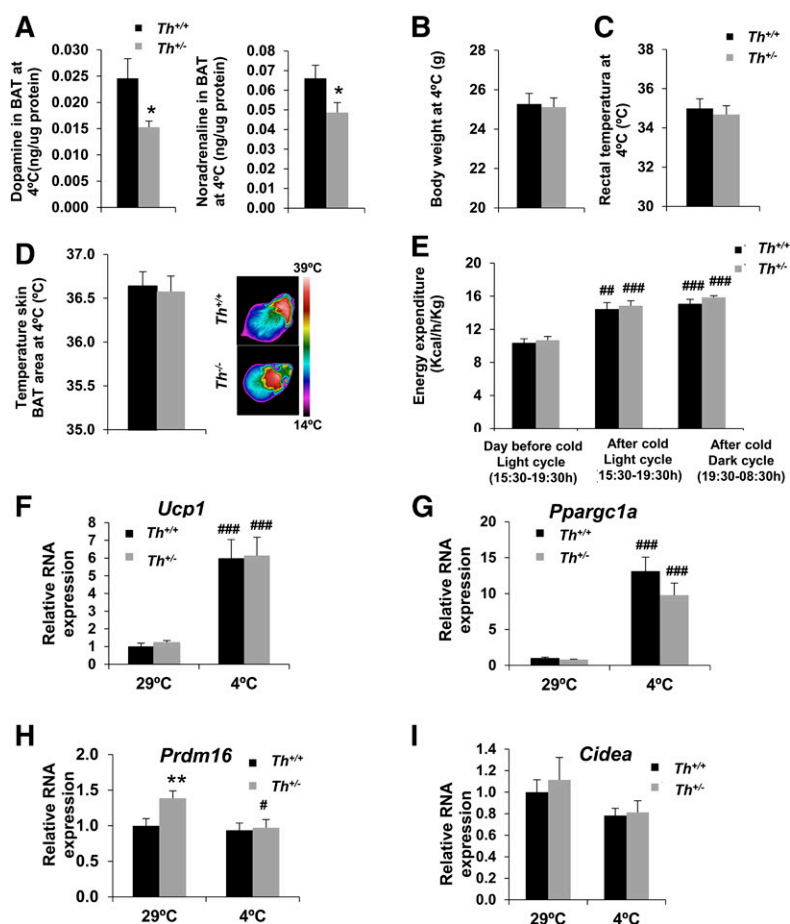 A
Th+/+
Th+/-
Dopamine in BAT at
4ºC(ng/ug protein)
0.030
0.025
0.020
0.015
0.010
0.005
0.000
*
Noradrenaline in BAT
at 4ºC (ng/ug protein)
0.08
0.07
0.06
0.05
0.04
0.03
0.02
0.01
0.00
*
B
Body weight at 4ºC (g)
28
26
24
22
20
C
Th+/+
Th+/-
Rectal temperatura at
4ºC (ºC)
40
38
36
34
32
30
D
Temperature skin
BAT area at 4ºC (ºC)
37.0
36.5
36.0
35.5
35.0
39ºC
Th+/+
Th-/-
14ºC
E
Th+/+
Th+/-
Energy expenditure
(Kcal/h/Kg)
20
16
12
8
4
0
## ###
### ###
Day before cold
Light cycle
(15:30-19:30h)
After cold
Light cycle
(15:30-19:30h)
After cold
Dark cycle
(19:30-08:30h)
F
Ucp1
Th+/+
Th+/-
Relative RNA
expression
8
7
6
5
4
3
2
1
0
### ###
29ºC
4ºC
G
Ppargc1a
Th+/+
Th+/-
Relative RNA
expression
20
15
10
5
0
###
###
29ºC
4ºC
H
Prdm16
Th+/+
Th+/-
Relative RNA
expression
2.0
1.5
1.0
0.5
0.0
**
#
29ºC
4ºC
I
Cidea
Th+/+
Th+/-
Relative RNA
expression
1.4
1.2
1.0
0.8
0.6
0.4
0.2
0.0
29ºC
4ºC